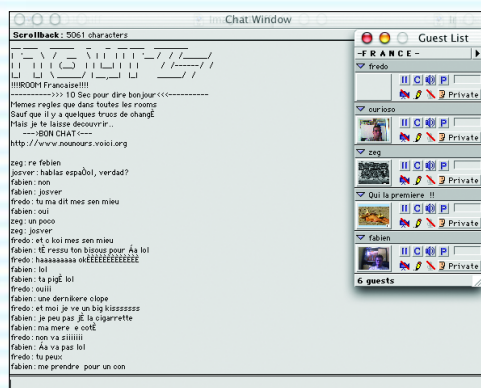 Chat Window
Scrollback: 5061 characters
!!!!ROOM Francaise!!!!
---------->>> 10 Sec pour dire bonjour<<<----------
Memes regles que dans toutes les rooms
Sauf que il y a quelques trucs de changÈ
Mais je te laisse decouvrir..
--->BON CHAT<---
http://www.nounours.voici.org
zeg: re febien
josver: hablas espaÒol, verdad?
fabien: non
fabien: josver
fredo: tu ma dit mes sen mieu
fabien: oui
zeg: un poco
zeg: josver
fredo: et o koi mes sen mieu
fabien: tÈ ressu ton bisous pour Áa lol
fredo: haaaaaaaaa okÈÈÈÈÈÈÈÈÈÈÈÈÈ
fabien: lol
fabien: ta pigÈ lol
fredo: ouiii
fabien: une dernikere clope
fredo: et moi je ve un big kisssssss
fabien: je peu pas jÈ la cigarrette
fabien: ma mere e cotÈ
fredo: non va siiiiiii
fabien: Áa va pas lol
fredo: tu peux
fabien: me prendre pour un con
Guest List
-FRANCE-
fredo
P
Private
curioso
P
Private
zeg
P
Private
Qui la premiere !!
P
Private
fabien
P
Private
6 guests